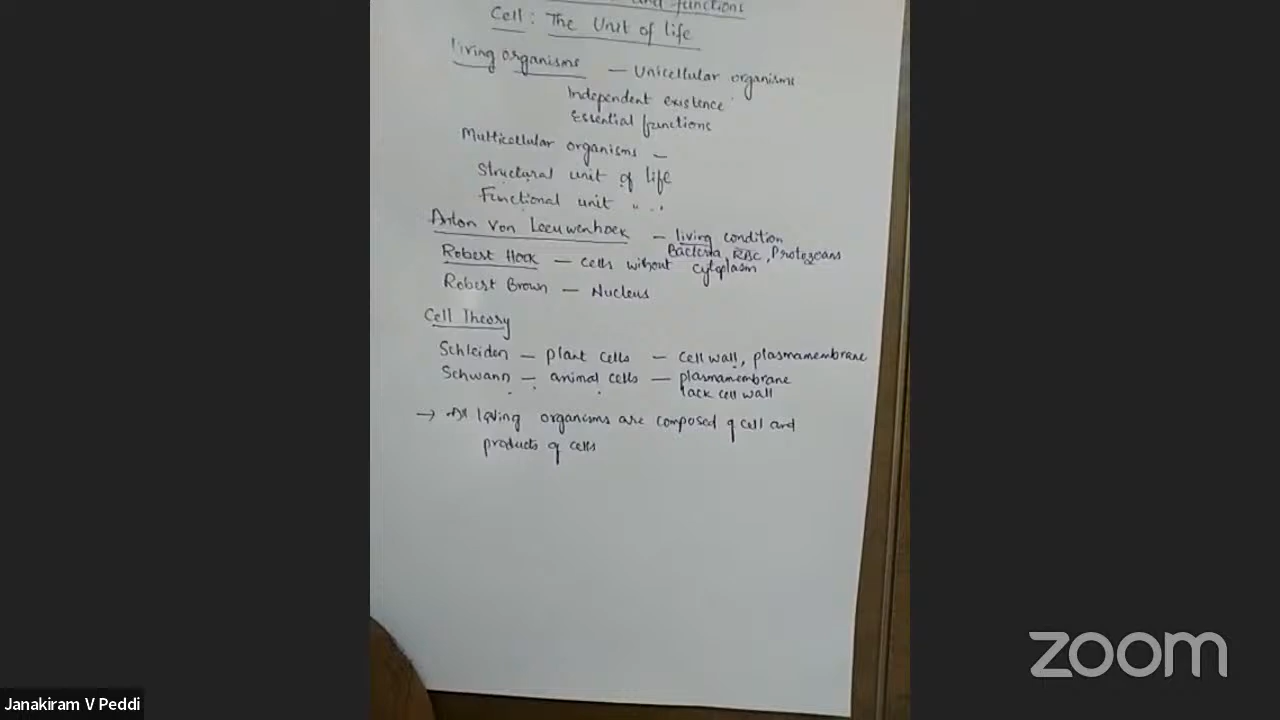 and functions
Cell: The Unit of life
Living organisms — Unicellular organisms
Independent existence
Essential functions
Multicellular organisms —
Structural unit of life
Functional unit " "
Anton Von Leeuwenhoek — living condition
Bacteria, RBC, Protozoans
Robert Hook — cells without cytoplasm
Robert Brown — Nucleus
Cell Theory
Schleiden — plant cells — cell wall, plasmamembrane
Schwann — animal cells — plasmamembrane
lack cell wall
→ All living organisms are composed of cell and
products of cells
zoom
Janakiram V Peddi